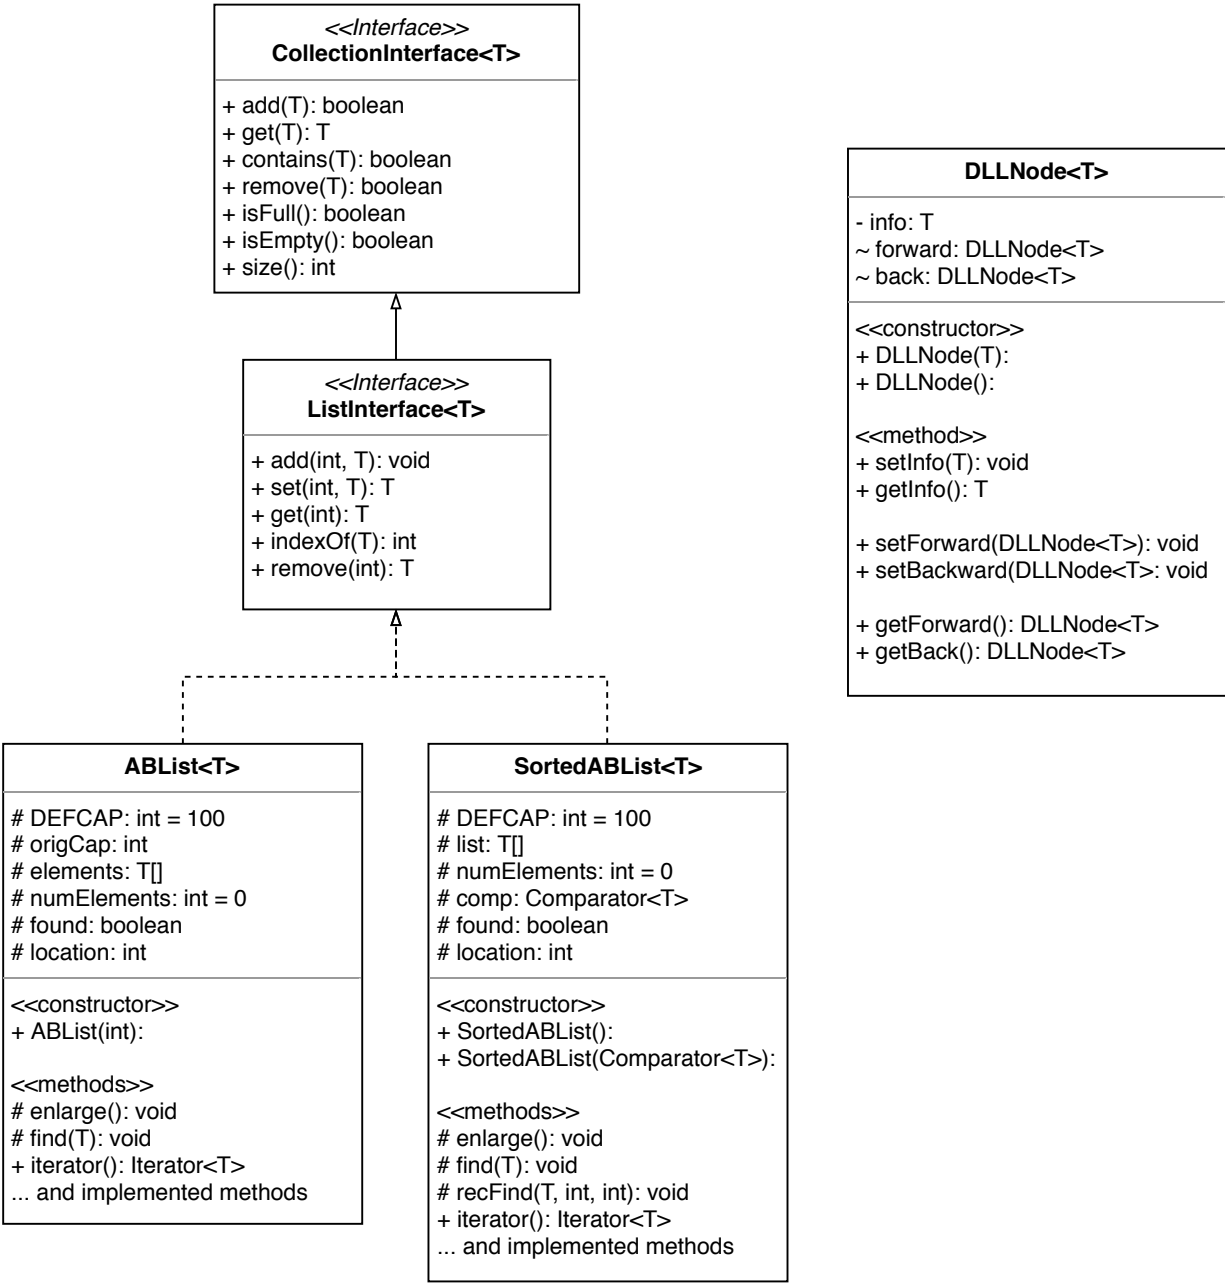 <<Interface>>
CollectionInterface<T>
+ add(T): boolean
+ get(T): T
+ contains(T): boolean
+ remove(T): boolean
+ isFull(): boolean
+ isEmpty(): boolean
+ size(): int
<<Interface>>
ListInterface<T>
+ add(int, T): void
+ set(int, T): T
+ get(int): T
+ indexOf(T): int
+ remove(int): T
DLLNode<T>
- info: T
~ forward: DLLNode<T>
~ back: DLLNode<T>
<<constructor>>
+ DLLNode(T):
+ DLLNode():
<<method>>
+ setInfo(T): void
+ getInfo(): T
+ setForward(DLLNode<T>): void
+ setBackward(DLLNode<T>: void
+ getForward(): DLLNode<T>
+ getBack(): DLLNode<T>
ABList<T>
# DEFCAP: int = 100
# origCap: int
# elements: T[]
# numElements: int = 0
# found: boolean
# location: int
<<constructor>>
+ ABList(int):
<<methods>>
# enlarge(): void
# find(T): void
+ iterator(): Iterator<T>
... and implemented methods
SortedABList<T>
# DEFCAP: int = 100
# list: T[]
# numElements: int = 0
# comp: Comparator<T>
# found: boolean
# location: int
<<constructor>>
+ SortedABList():
+ SortedABList(Comparator<T>):
<<methods>>
# enlarge(): void
# find(T): void
# recFind(T, int, int): void
+ iterator(): Iterator<T>
... and implemented methods